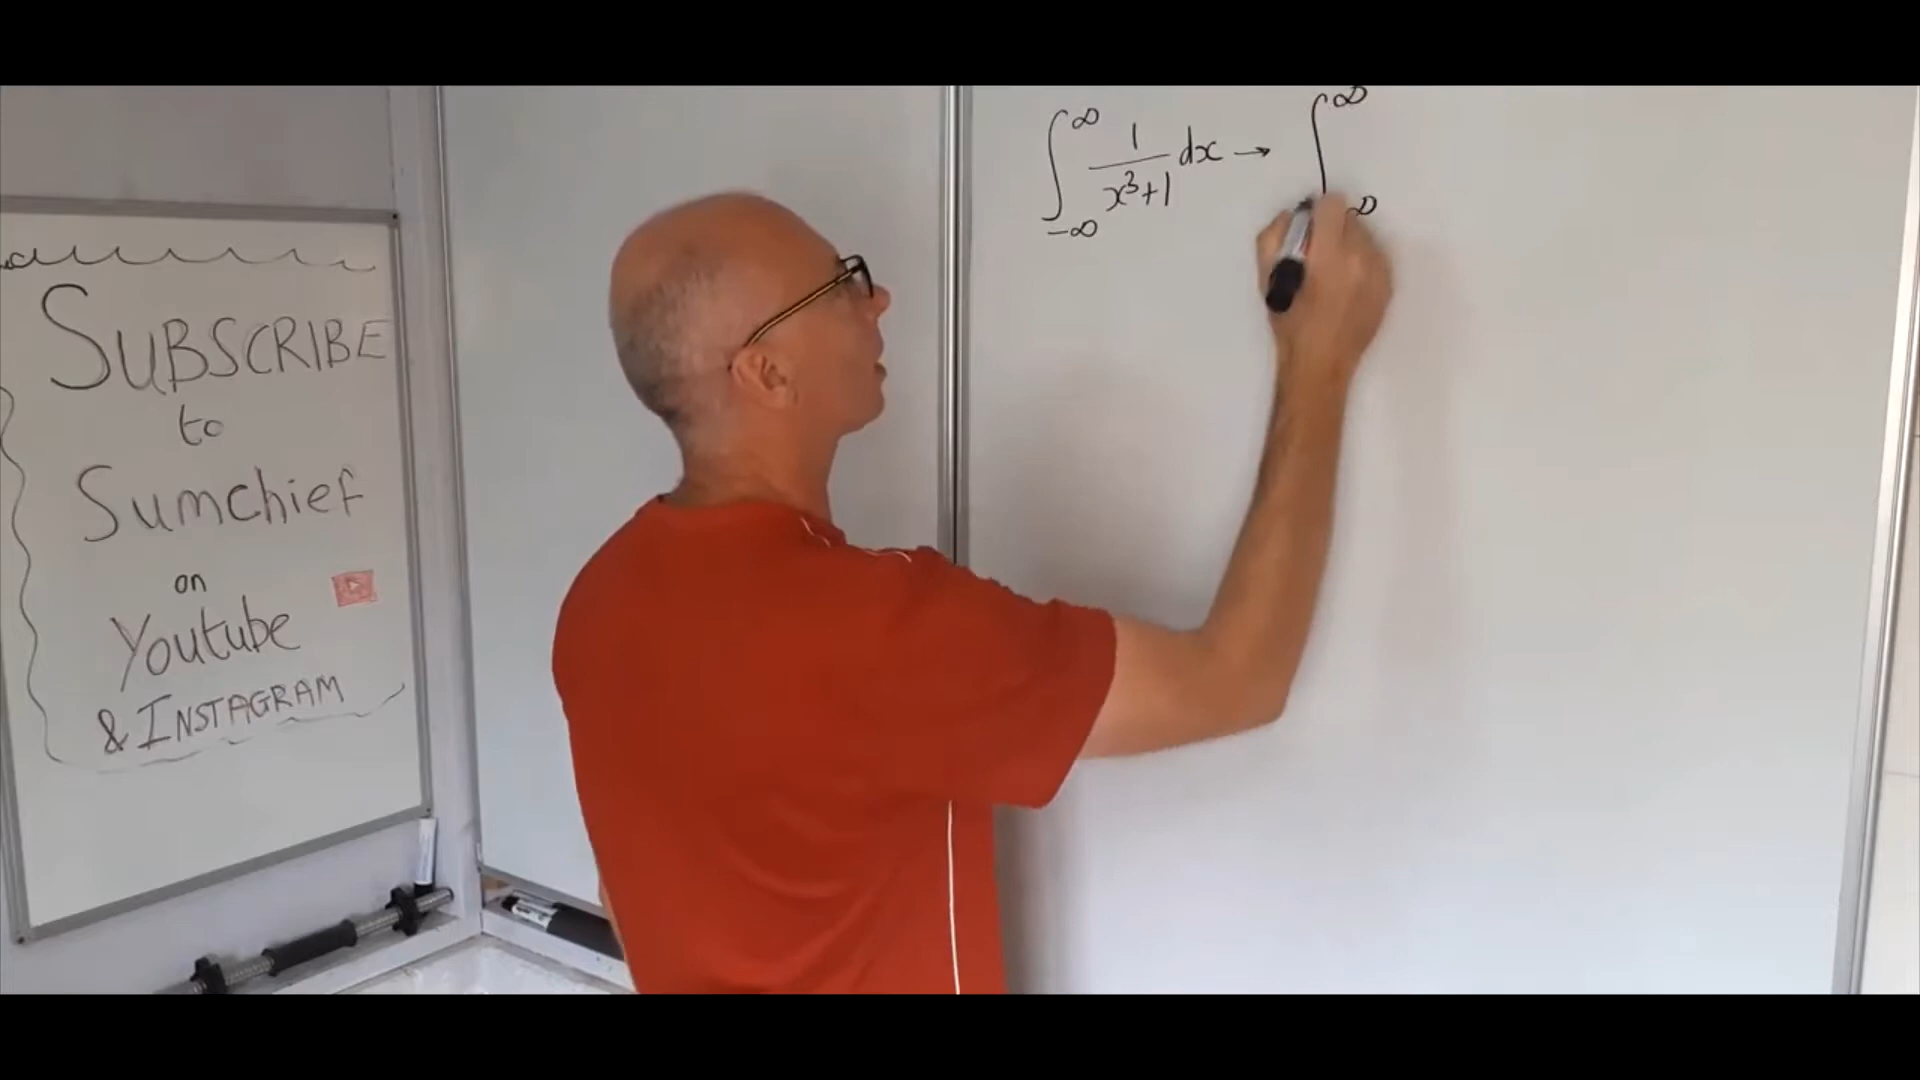 SUBSCRIBE
to
Sumchief
on
Youtube
& INSTAGRAM
∫_{-∞}^{∞} 1/(x³+1) dx → ∫^{∞}_{∞}